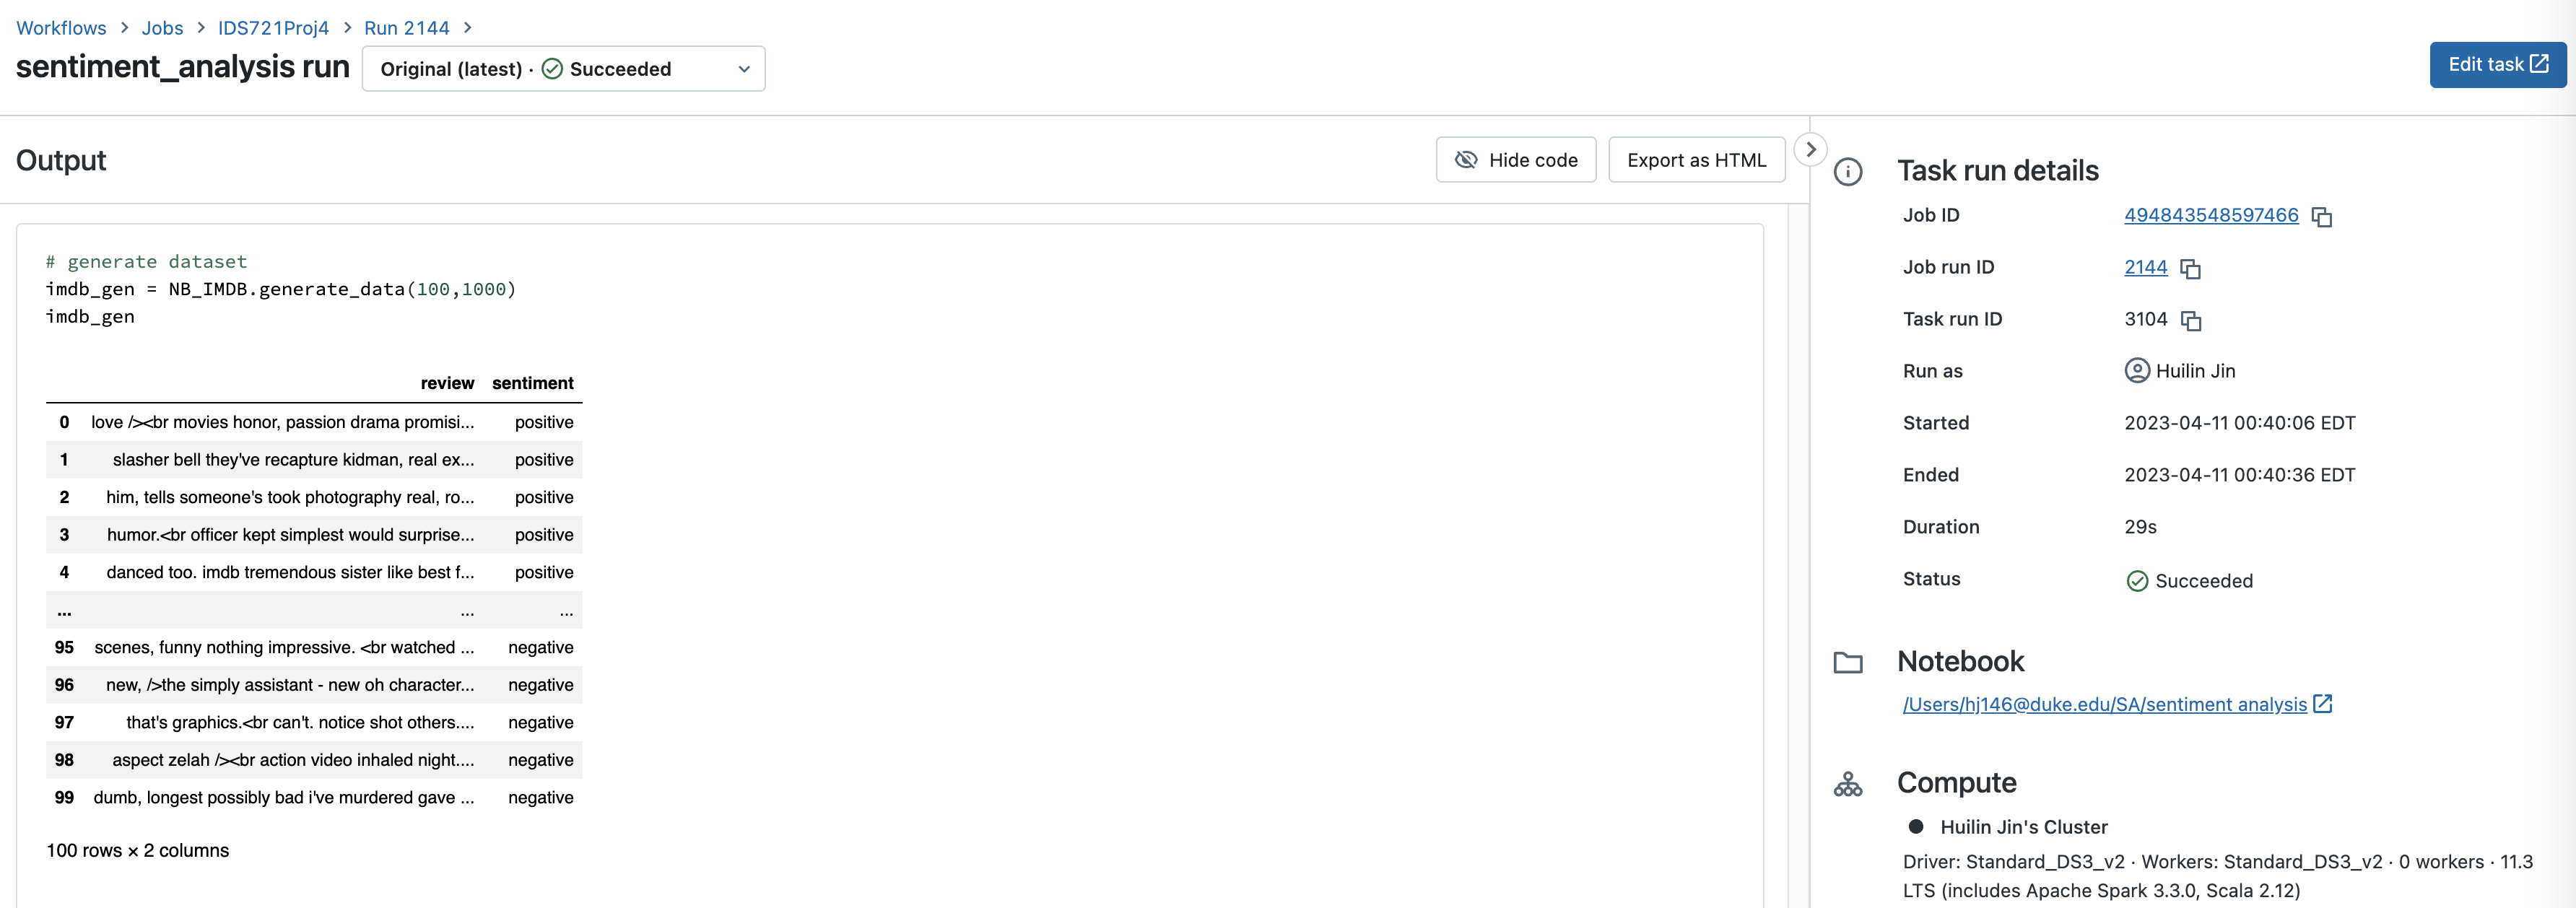 Workflows > Jobs > IDS721Proj4 > Run 2144 >
sentiment_analysis run
Original (latest) · Succeeded
Edit task
Output
Hide code
Export as HTML
# generate dataset
imdb_gen = NB_IMDB.generate_data(100,1000)
imdb_gen
review sentiment
0 love /><br movies honor, passion drama promisi... positive
1 slasher bell they've recapture kidman, real ex... positive
2 him, tells someone's took photography real, ro... positive
3 humor.<br officer kept simplest would surprise... positive
4 danced too. imdb tremendous sister like best f... positive
... ... ...
95 scenes, funny nothing impressive. <br watched ... negative
96 new, />the simply assistant - new oh character... negative
97 that's graphics.<br can't. notice shot others.... negative
98 aspect zelah /><br action video inhaled night.... negative
99 dumb, longest possibly bad i've murdered gave ... negative
100 rows × 2 columns
Task run details
Job ID 494843548597466
Job run ID 2144
Task run ID 3104
Run as Huilin Jin
Started 2023-04-11 00:40:06 EDT
Ended 2023-04-11 00:40:36 EDT
Duration 29s
Status Succeeded
Notebook
/Users/hj146@duke.edu/SA/sentiment analysis
Compute
Huilin Jin's Cluster
Driver: Standard_DS3_v2 · Workers: Standard_DS3_v2 · 0 workers · 11.3
LTS (includes Apache Spark 3.3.0, Scala 2.12)